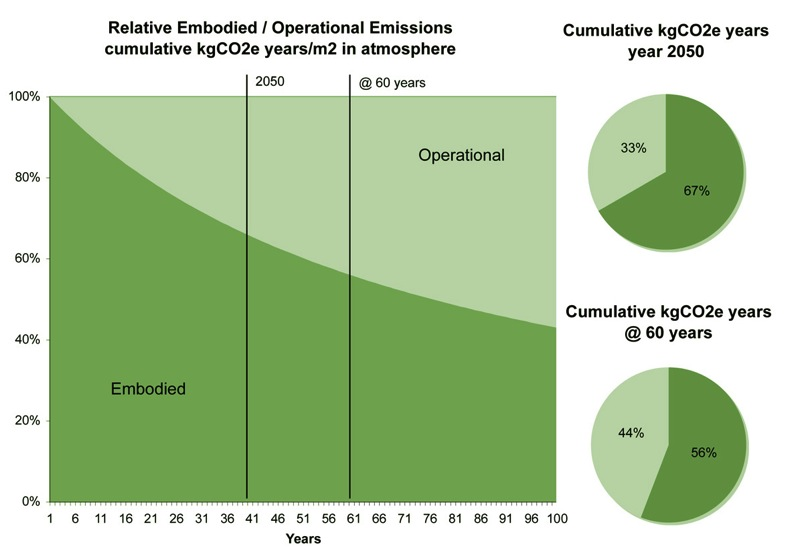 Relative Embodied / Operational Emissions
cumulative kgCO2e years/m2 in atmosphere
2050
@ 60 years
100%
80%
60%
40%
20%
0%
Operational
Embodied
1 6 11 16 21 26 31 36 41 46 51 56 61 66 71 76 81 86 91 96 100
Years
Cumulative kgCO2e years
year 2050
33%
67%
Cumulative kgCO2e years
@ 60 years
44%
56%